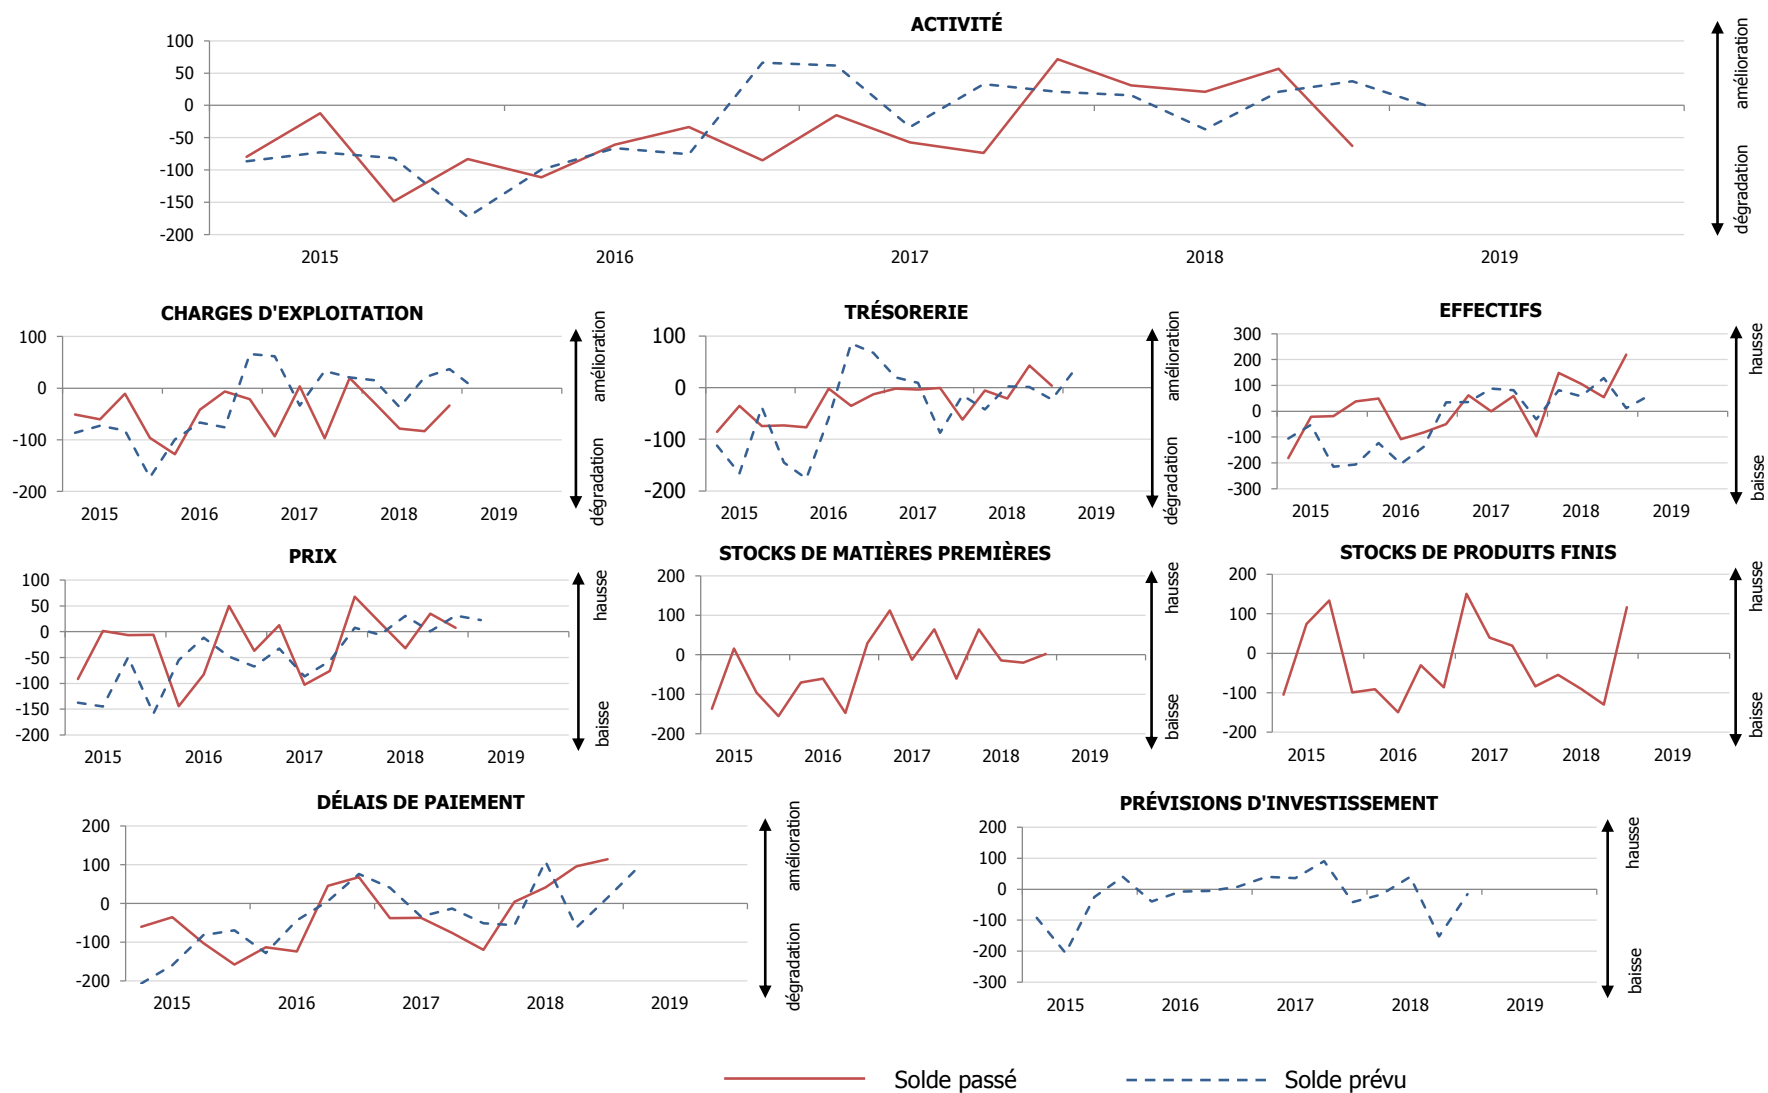 ACTIVITÉ
100
50
0
-50
-100
-150
-200
2015 2016 2017 2018 2019
amélioration
dégradation
CHARGES D'EXPLOITATION
100
0
-100
-200
2015 2016 2017 2018 2019
amélioration
dégradation
TRÉSORERIE
100
0
-100
-200
2015 2016 2017 2018 2019
amélioration
dégradation
EFFECTIFS
300
200
100
0
-100
-200
-300
2015 2016 2017 2018 2019
hausse
baisse
PRIX
100
50
0
-50
-100
-150
-200
2015 2016 2017 2018 2019
hausse
baisse
STOCKS DE MATIÈRES PREMIÈRES
200
100
0
-100
-200
2015 2016 2017 2018 2019
hausse
baisse
STOCKS DE PRODUITS FINIS
200
100
0
-100
-200
2015 2016 2017 2018 2019
hausse
baisse
DÉLAIS DE PAIEMENT
200
100
0
-100
-200
2015 2016 2017 2018 2019
amélioration
dégradation
PRÉVISIONS D'INVESTISSEMENT
200
100
0
-100
-200
-300
2015 2016 2017 2018 2019
hausse
baisse
Solde passé
Solde prévu